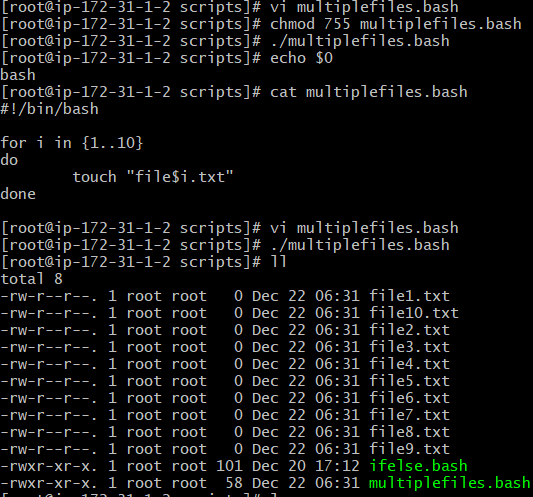 [root@ip-172-31-1-2 scripts]# vi multiplefiles.bash
[root@ip-172-31-1-2 scripts]# chmod 755 multiplefiles.bash
[root@ip-172-31-1-2 scripts]# ./multiplefiles.bash
[root@ip-172-31-1-2 scripts]# echo $0
bash
[root@ip-172-31-1-2 scripts]# cat multiplefiles.bash
#!/bin/bash
for i in {1..10}
do
        touch "file$i.txt"
done
[root@ip-172-31-1-2 scripts]# vi multiplefiles.bash
[root@ip-172-31-1-2 scripts]# ./multiplefiles.bash
[root@ip-172-31-1-2 scripts]# ll
total 8
-rw-r--r--. 1 root root   0 Dec 22 06:31 file1.txt
-rw-r--r--. 1 root root   0 Dec 22 06:31 file10.txt
-rw-r--r--. 1 root root   0 Dec 22 06:31 file2.txt
-rw-r--r--. 1 root root   0 Dec 22 06:31 file3.txt
-rw-r--r--. 1 root root   0 Dec 22 06:31 file4.txt
-rw-r--r--. 1 root root   0 Dec 22 06:31 file5.txt
-rw-r--r--. 1 root root   0 Dec 22 06:31 file6.txt
-rw-r--r--. 1 root root   0 Dec 22 06:31 file7.txt
-rw-r--r--. 1 root root   0 Dec 22 06:31 file8.txt
-rw-r--r--. 1 root root   0 Dec 22 06:31 file9.txt
-rwxr-xr-x. 1 root root 101 Dec 20 17:12 ifelse.bash
-rwxr-xr-x. 1 root root  58 Dec 22 06:31 multiplefiles.bash